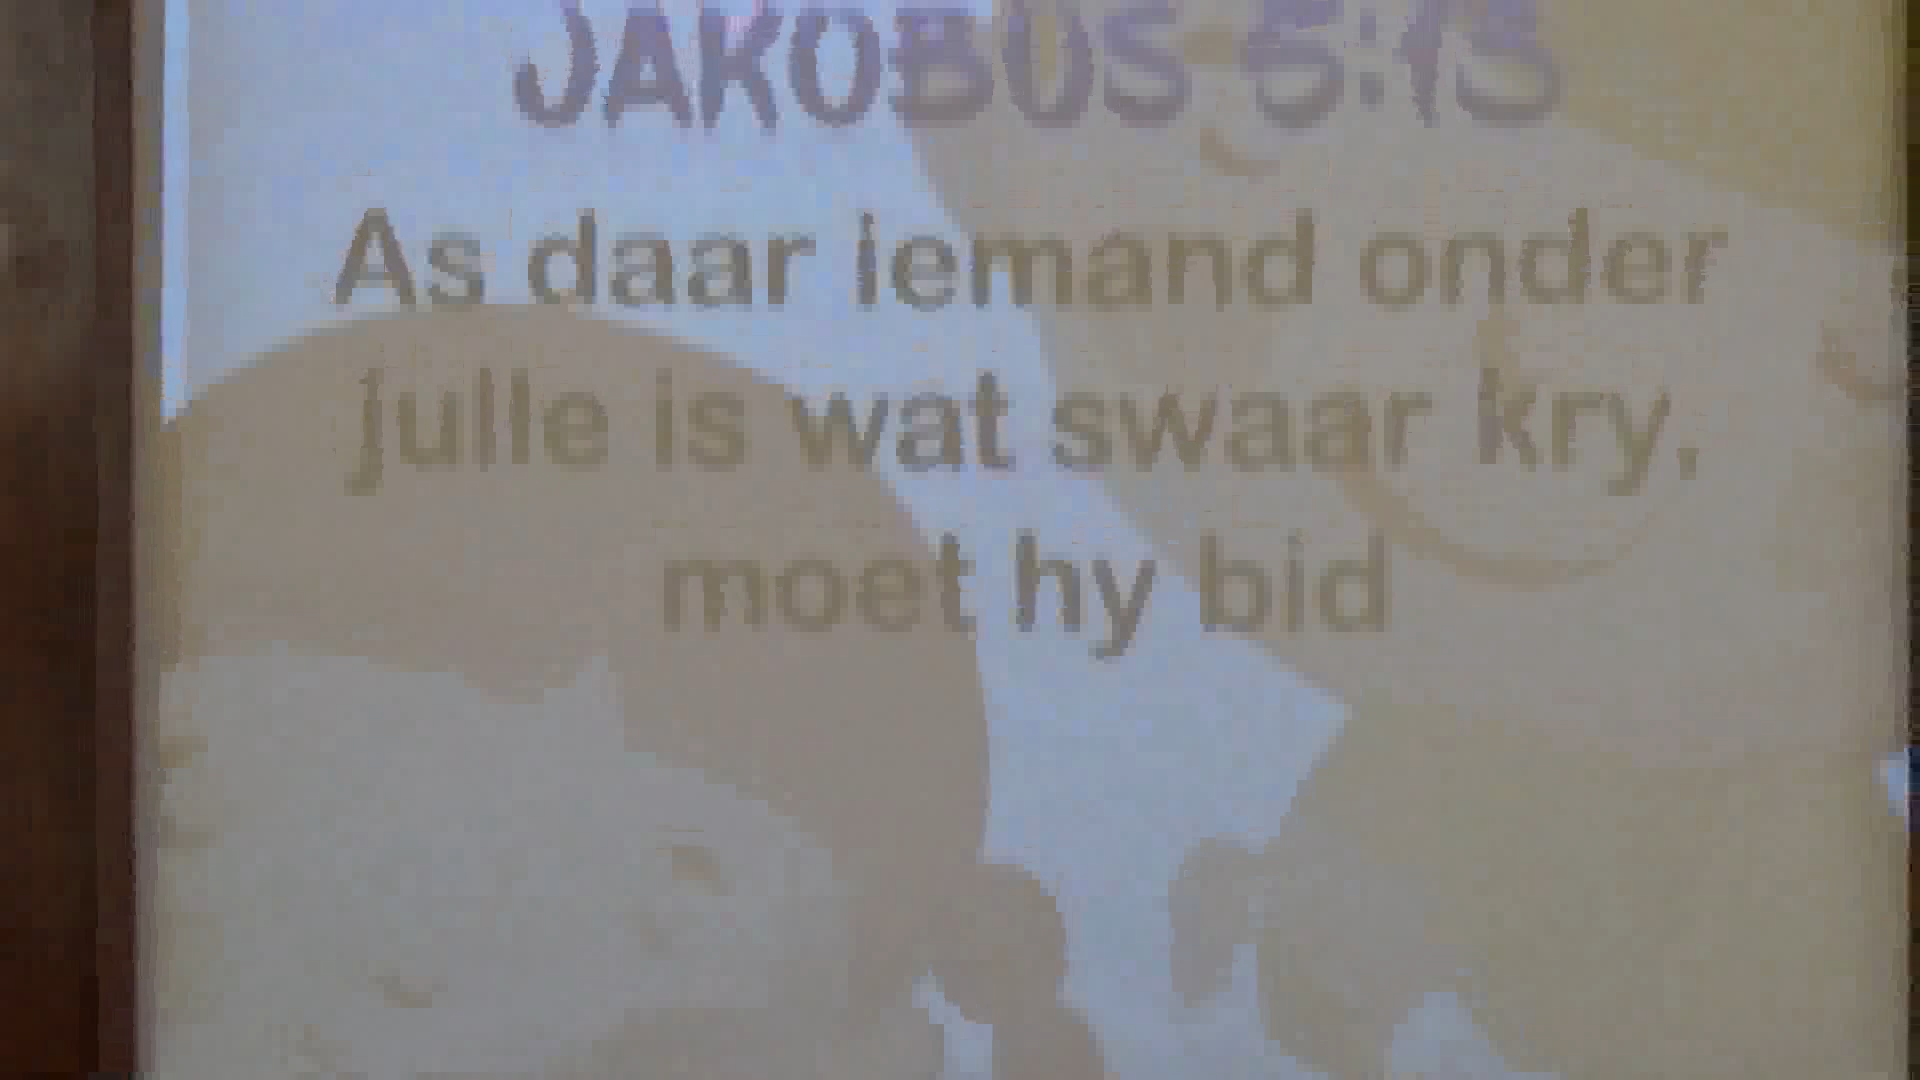 JAKOBUS 5:13
As daar iemand onder
julle is wat swaar kry,
moet hy bid